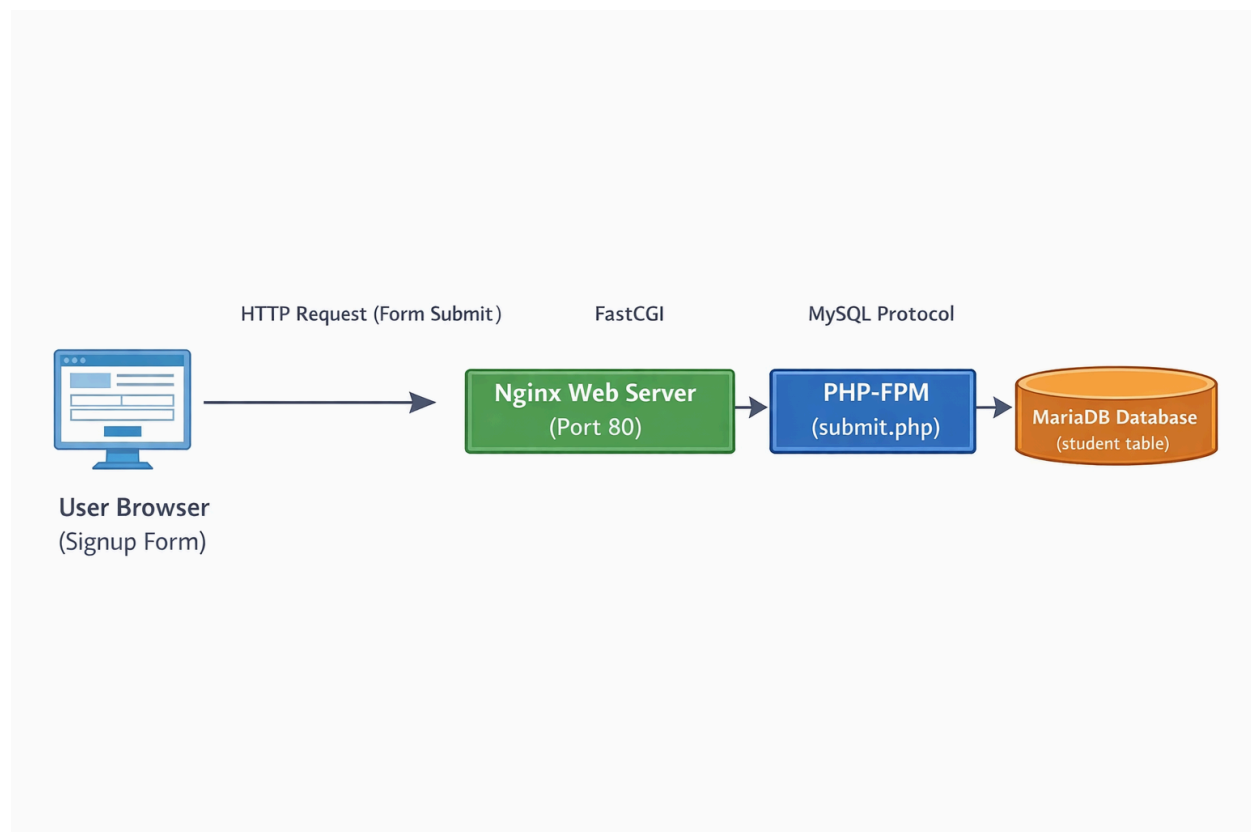 HTTP Request (Form Submit)
FastCGI
MySQL Protocol
Nginx Web Server
(Port 80)
PHP-FPM
(submit.php)
MariaDB Database
(student table)
User Browser
(Signup Form)